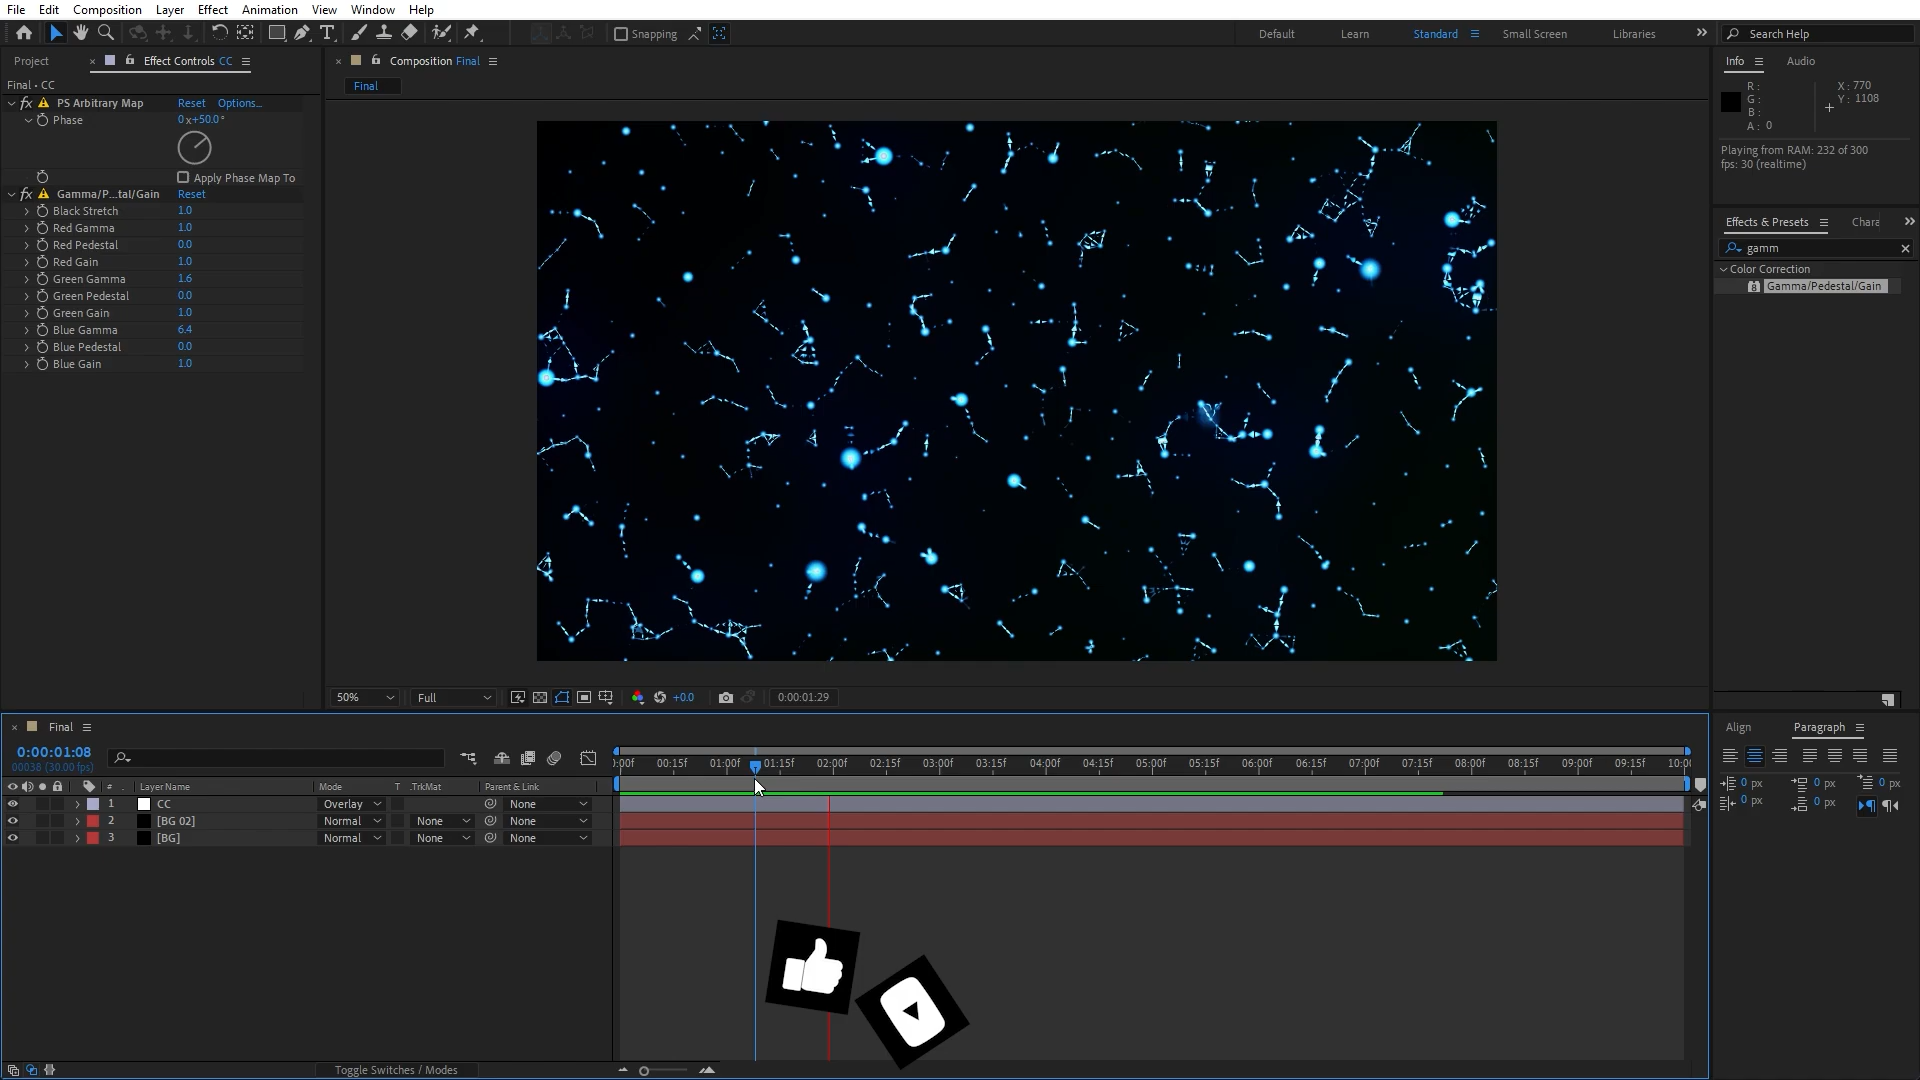 File Edit Composition Layer Effect Animation View Window Help
Snapping
Default Learn Standard Small Screen Libraries
Search Help
Project Effect Controls CC
Composition Final
Info Audio
Final • CC
Final
PS Arbitrary Map Reset Options...
Phase 0x+50.0°
Apply Phase Map To
Gamma/P...tal/Gain Reset
Black Stretch 1.0
Red Gamma 1.0
Red Pedestal 0.0
Red Gain 1.0
Green Gamma 1.6
Green Pedestal 0.0
Green Gain 1.0
Blue Gamma 6.4
Blue Pedestal 0.0
Blue Gain 1.0
R : X : 770
G : Y : 1108
B :
A : 0
Playing from RAM: 232 of 300
fps: 30 (realtime)
Effects & Presets Chara
gamm
Color Correction
Gamma/Pedestal/Gain
50% Full +0.0 0:00:01:29
Final
0:00:01:08
00038 (30.00 fps)
:00f 00:15f 01:00f 01:15f 02:00f 02:15f 03:00f 03:15f 04:00f 04:15f 05:00f 05:15f 06:00f 06:15f 07:00f 07:15f 08:00f 08:15f 09:00f 09:15f 10:00
# . Layer Name Mode T .TrkMat Parent & Link
1 CC Overlay None
2 [BG 02] Normal None None
3 [BG] Normal None None
Toggle Switches / Modes
Align Paragraph
0 px 0 px 0 px
0 px 0 px